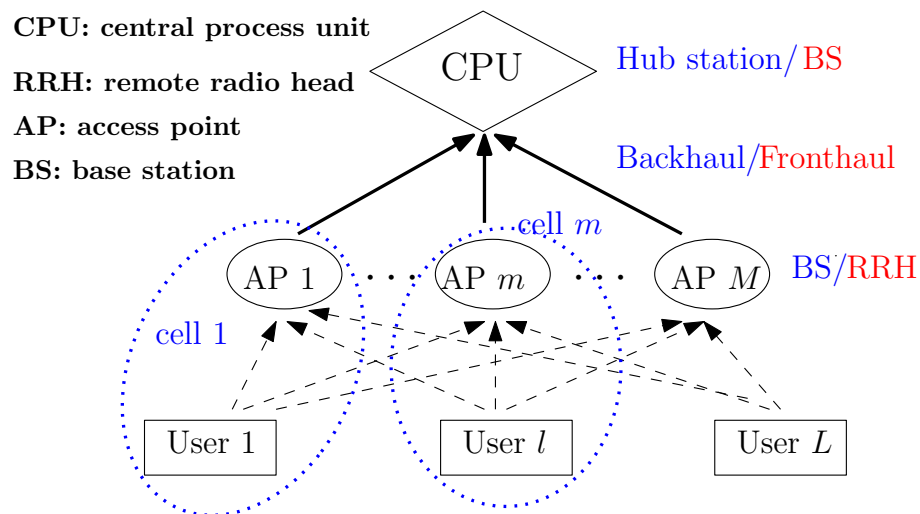 CPU: central process unit
RRH: remote radio head
AP: access point
BS: base station
CPU
Hub station/BS
Backhaul/Fronthaul
cell m
AP 1 · · · AP m · · · AP M
BS/RRH
cell 1
User 1 User l User L